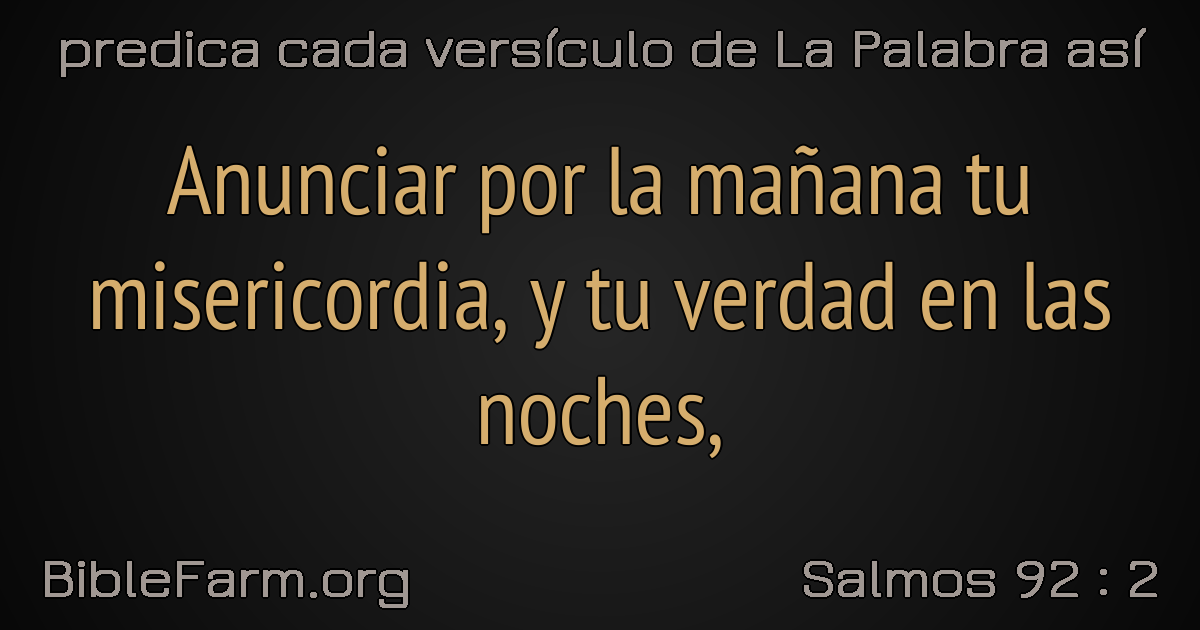 predica cada versículo de La Palabra así
Anunciar por la mañana tu
misericordia, y tu verdad en las
noches,
BibleFarm.org
Salmos 92 : 2